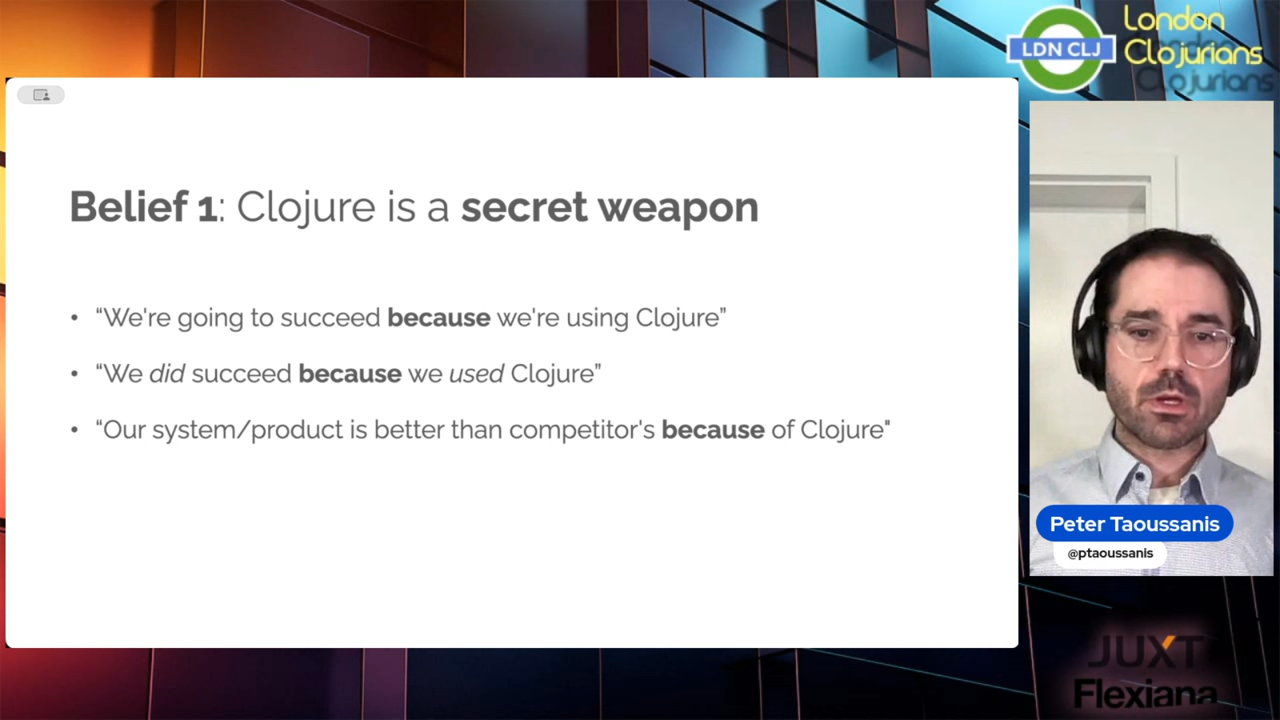 London
Clojurians
LDN CLJ
Clojurians
Belief 1: Clojure is a secret weapon
• “We're going to succeed because we're using Clojure”
• “We did succeed because we used Clojure”
• “Our system/product is better than competitor's because of Clojure"
Peter Taoussanis
@ptaoussanis
JUXT
Flexiana